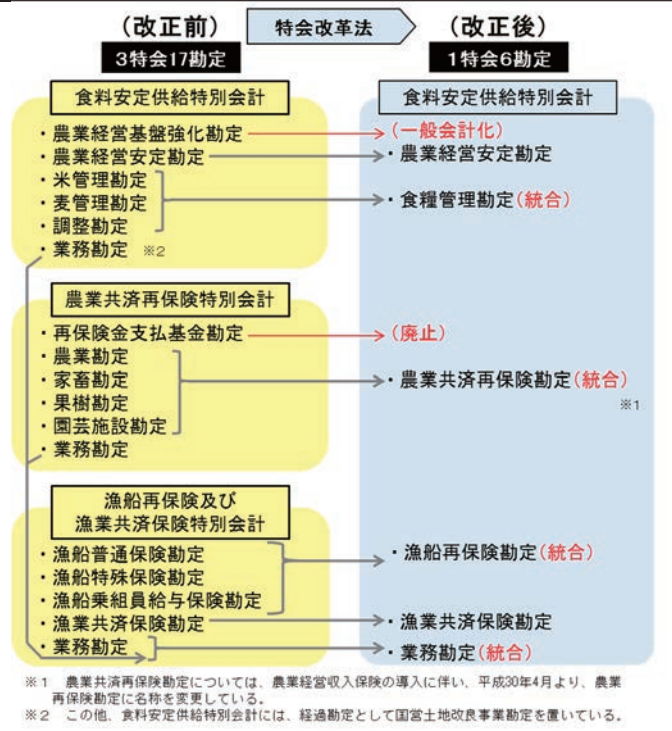 (改正前)
特会改革法
(改正後)
3特会17勘定
1特会6勘定
食料安定供給特別会計
・農業経営基盤強化勘定
・農業経営安定勘定
・米管理勘定
・麦管理勘定
・調整勘定
・業務勘定 ※2
農業共済再保険特別会計
・再保険金支払基金勘定
・農業勘定
・家畜勘定
・果樹勘定
・園芸施設勘定
・業務勘定
漁船再保険及び
漁業共済保険特別会計
・漁船普通保険勘定
・漁船特殊保険勘定
・漁船乗組員給与保険勘定
・漁業共済保険勘定
・業務勘定
食料安定供給特別会計
(一般会計化)
・農業経営安定勘定
・食糧管理勘定(統合)
(廃止)
・農業共済再保険勘定(統合)
※1
・漁船再保険勘定(統合)
・漁業共済保険勘定
・業務勘定(統合)
※1 農業共済再保険勘定については、農業経営収入保険の導入に伴い、平成30年4月より、農業
再保険勘定に名称を変更している。
※2 この他、食料安定供給特別会計には、経過勘定として国営土地改良事業勘定を置いている。